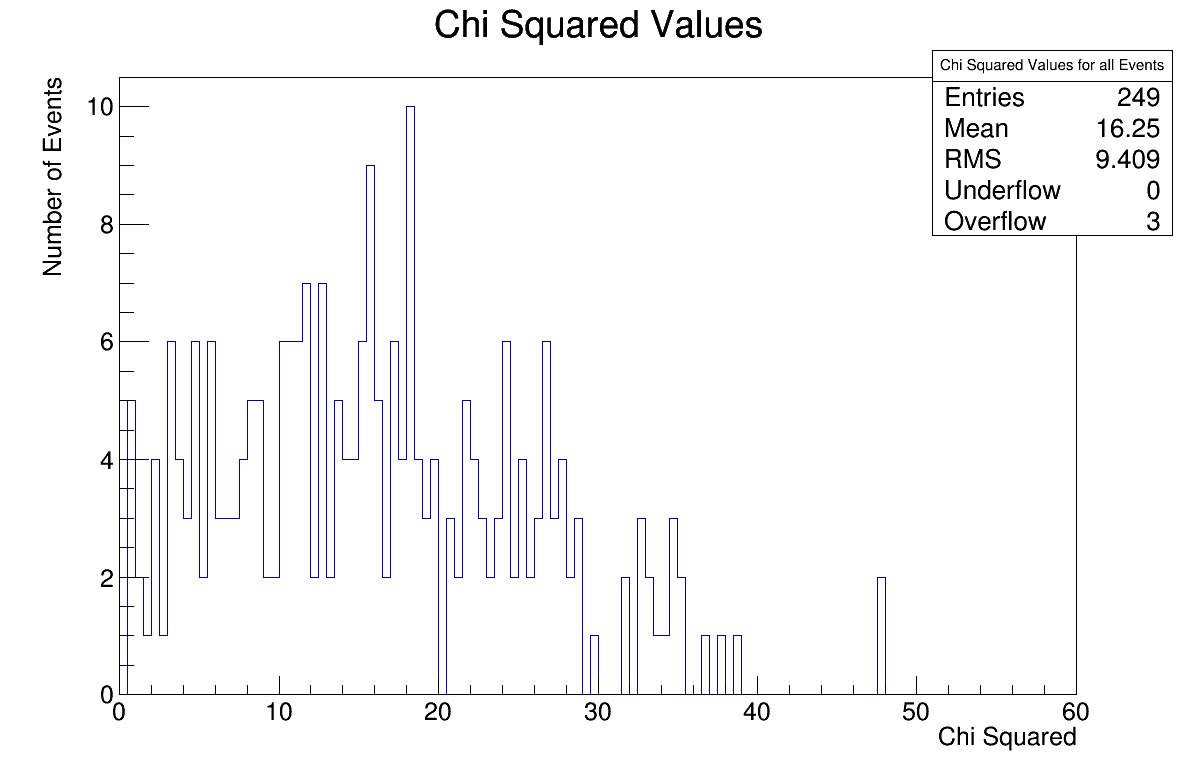 Chi Squared Values
Chi Squared Values for all Events
Entries 249
Mean 16.25
RMS 9.409
Underflow 0
Overflow 3
Number of Events
10
8
6
4
2
0
0 10 20 30 40 50 60
Chi Squared